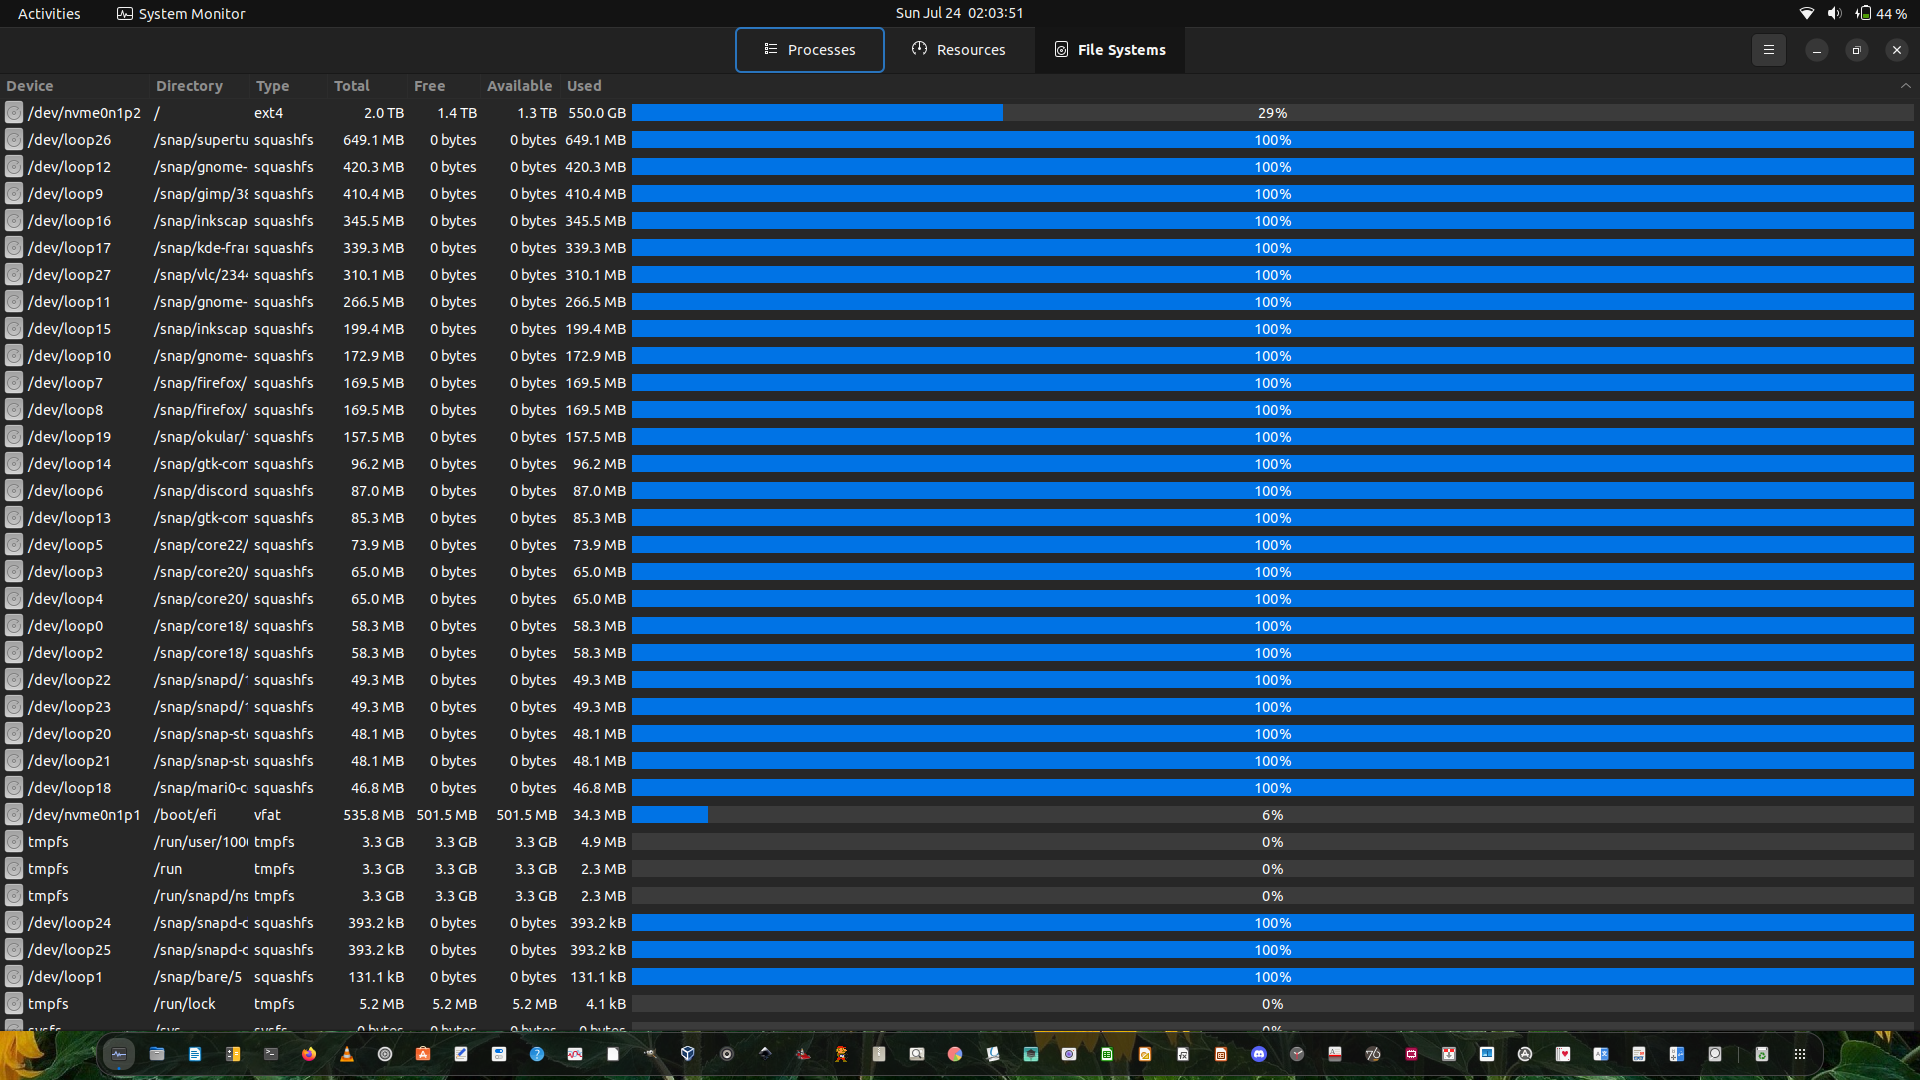 Activities System Monitor Sun Jul 24 02:03:51 44 %
Processes Resources File Systems
Device Directory Type Total Free Available Used
/dev/nvme0n1p2 / ext4 2.0 TB 1.4 TB 1.3 TB 550.0 GB 29%
/dev/loop26 /snap/supertu squashfs 649.1 MB 0 bytes 0 bytes 649.1 MB 100%
/dev/loop12 /snap/gnome- squashfs 420.3 MB 0 bytes 0 bytes 420.3 MB 100%
/dev/loop9 /snap/gimp/38 squashfs 410.4 MB 0 bytes 0 bytes 410.4 MB 100%
/dev/loop16 /snap/inkscap squashfs 345.5 MB 0 bytes 0 bytes 345.5 MB 100%
/dev/loop17 /snap/kde-frar squashfs 339.3 MB 0 bytes 0 bytes 339.3 MB 100%
/dev/loop27 /snap/vlc/2344 squashfs 310.1 MB 0 bytes 0 bytes 310.1 MB 100%
/dev/loop11 /snap/gnome- squashfs 266.5 MB 0 bytes 0 bytes 266.5 MB 100%
/dev/loop15 /snap/inkscap squashfs 199.4 MB 0 bytes 0 bytes 199.4 MB 100%
/dev/loop10 /snap/gnome- squashfs 172.9 MB 0 bytes 0 bytes 172.9 MB 100%
/dev/loop7 /snap/firefox/ squashfs 169.5 MB 0 bytes 0 bytes 169.5 MB 100%
/dev/loop8 /snap/firefox/ squashfs 169.5 MB 0 bytes 0 bytes 169.5 MB 100%
/dev/loop19 /snap/okular/ squashfs 157.5 MB 0 bytes 0 bytes 157.5 MB 100%
/dev/loop14 /snap/gtk-com squashfs 96.2 MB 0 bytes 0 bytes 96.2 MB 100%
/dev/loop6 /snap/discord squashfs 87.0 MB 0 bytes 0 bytes 87.0 MB 100%
/dev/loop13 /snap/gtk-com squashfs 85.3 MB 0 bytes 0 bytes 85.3 MB 100%
/dev/loop5 /snap/core22/ squashfs 73.9 MB 0 bytes 0 bytes 73.9 MB 100%
/dev/loop3 /snap/core20/ squashfs 65.0 MB 0 bytes 0 bytes 65.0 MB 100%
/dev/loop4 /snap/core20/ squashfs 65.0 MB 0 bytes 0 bytes 65.0 MB 100%
/dev/loop0 /snap/core18/ squashfs 58.3 MB 0 bytes 0 bytes 58.3 MB 100%
/dev/loop2 /snap/core18/ squashfs 58.3 MB 0 bytes 0 bytes 58.3 MB 100%
/dev/loop22 /snap/snapd/1 squashfs 49.3 MB 0 bytes 0 bytes 49.3 MB 100%
/dev/loop23 /snap/snapd/1 squashfs 49.3 MB 0 bytes 0 bytes 49.3 MB 100%
/dev/loop20 /snap/snap-sto squashfs 48.1 MB 0 bytes 0 bytes 48.1 MB 100%
/dev/loop21 /snap/snap-sto squashfs 48.1 MB 0 bytes 0 bytes 48.1 MB 100%
/dev/loop18 /snap/mari0-c squashfs 46.8 MB 0 bytes 0 bytes 46.8 MB 100%
/dev/nvme0n1p1 /boot/efi vfat 535.8 MB 501.5 MB 501.5 MB 34.3 MB 6%
tmpfs /run/user/1000 tmpfs 3.3 GB 3.3 GB 3.3 GB 4.9 MB 0%
tmpfs /run tmpfs 3.3 GB 3.3 GB 3.3 GB 2.3 MB 0%
tmpfs /run/snapd/ns tmpfs 3.3 GB 3.3 GB 3.3 GB 2.3 MB 0%
/dev/loop24 /snap/snapd-c squashfs 393.2 kB 0 bytes 0 bytes 393.2 kB 100%
/dev/loop25 /snap/snapd-c squashfs 393.2 kB 0 bytes 0 bytes 393.2 kB 100%
/dev/loop1 /snap/bare/5 squashfs 131.1 kB 0 bytes 0 bytes 131.1 kB 100%
tmpfs /run/lock tmpfs 5.2 MB 5.2 MB 5.2 MB 4.1 kB 0%
sysfs /sys sysfs 0 bytes 0 bytes 0 bytes 0 bytes 0%